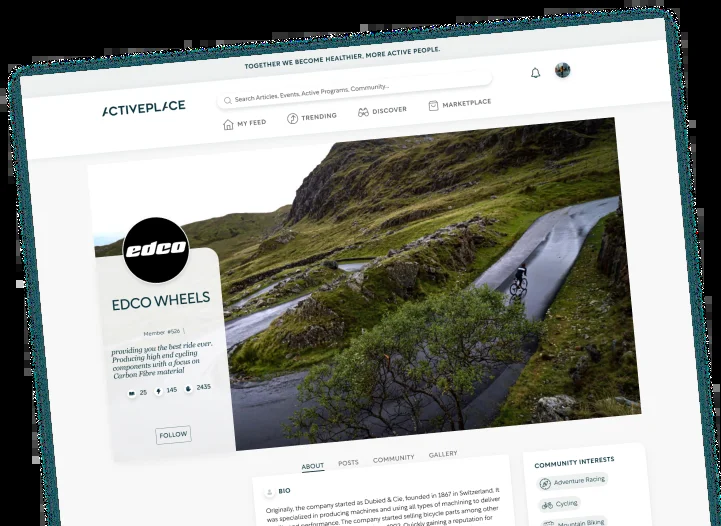 TOGETHER WE BECOME HEALTHIER, MORE ACTIVE PEOPLE.
ACTIVEPLACE
Search Articles, Events, Active Programs, Community...
MY FEED
TRENDING
DISCOVER
MARKETPLACE
edco
EDCO WHEELS
Member #526
providing you the best ride ever.
Producing high end cycling
components with a focus on
Carbon Fibre material
25 145 2435
FOLLOW
ABOUT POSTS COMMUNITY GALLERY
BIO
Originally, the company started as Dubied & Cie, founded in 1867 in Switzerland. It
was specialized in producing machines and using all types of machining to deliver
performance. The company started selling bicycle parts among other
Quickly gaining a reputation for
COMMUNITY INTERESTS
Adventure Racing
Cycling
Mountain Biking